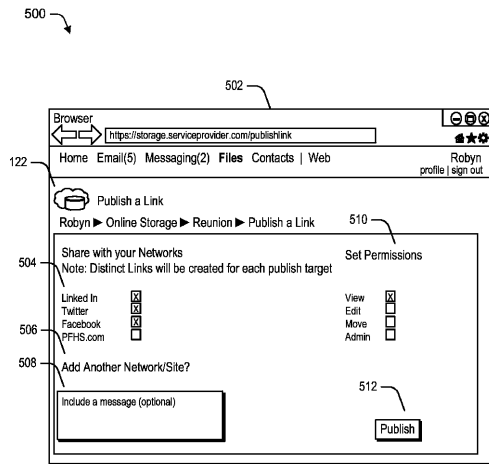 500
502
Browser
https://storage.serviceprovider.com/publishlink
Home Email(5) Messaging(2) Files Contacts | Web
Robyn
profile | sign out
122
Publish a Link
Robyn ► Online Storage ► Reunion ► Publish a Link
510
Share with your Networks
Set Permissions
Note: Distinct Links will be created for each publish target
504
Linked In X
View X
Twitter X
Edit
Facebook X
Move
PFHS.com
Admin
506
Add Another Network/Site?
508
512
Include a message (optional)
Publish